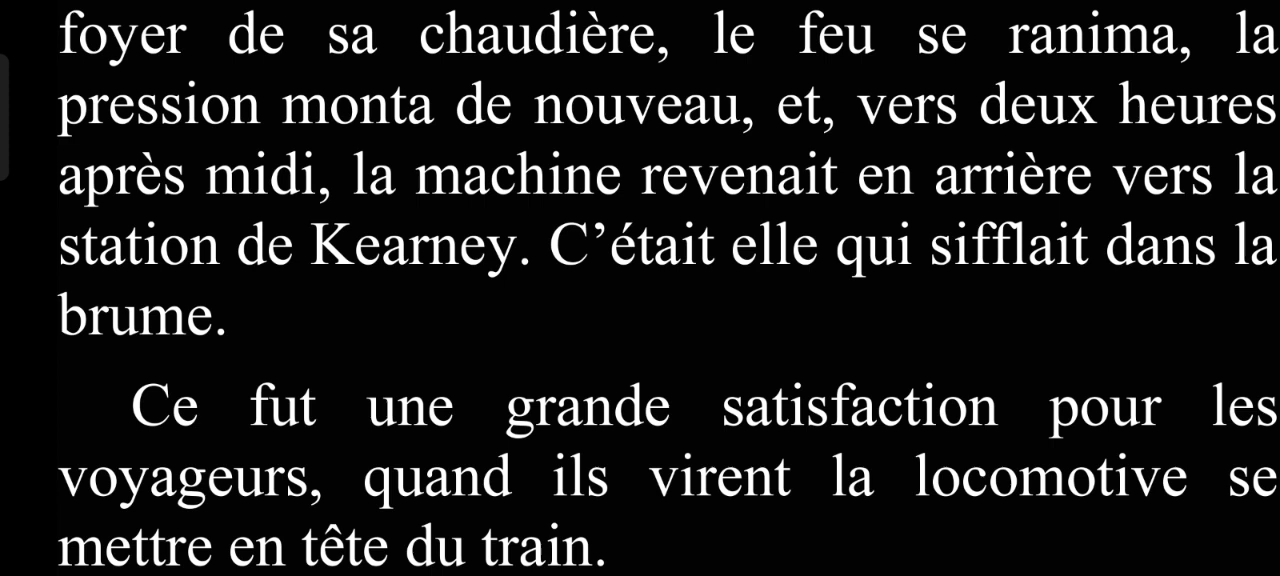 foyer de sa chaudière, le feu se ranima, la
pression monta de nouveau, et, vers deux heures
après midi, la machine revenait en arrière vers la
station de Kearney. C’était elle qui sifflait dans la
brume.
Ce fut une grande satisfaction pour les
voyageurs, quand ils virent la locomotive se
mettre en tête du train.